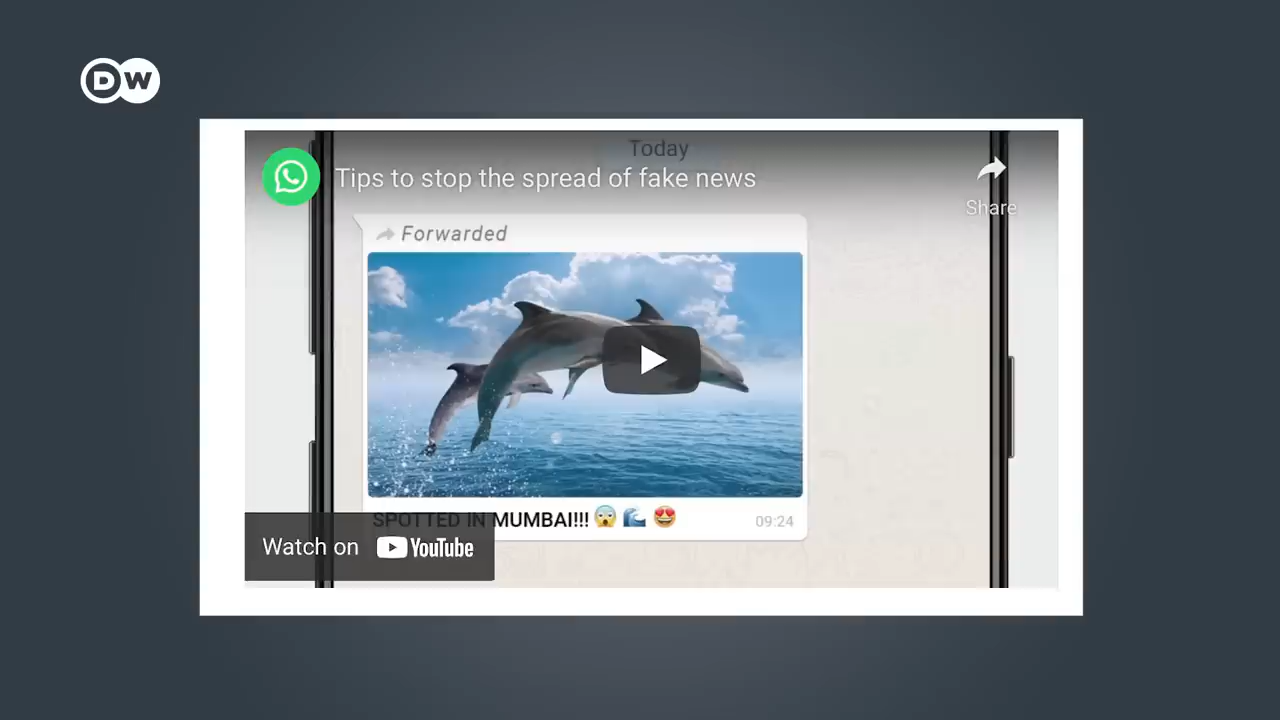 DW
Today
Tips to stop the spread of fake news
Share
Forwarded
SPOTTED IN MUMBAI!!! 😱 🌊 😍
09:24
Watch on YouTube